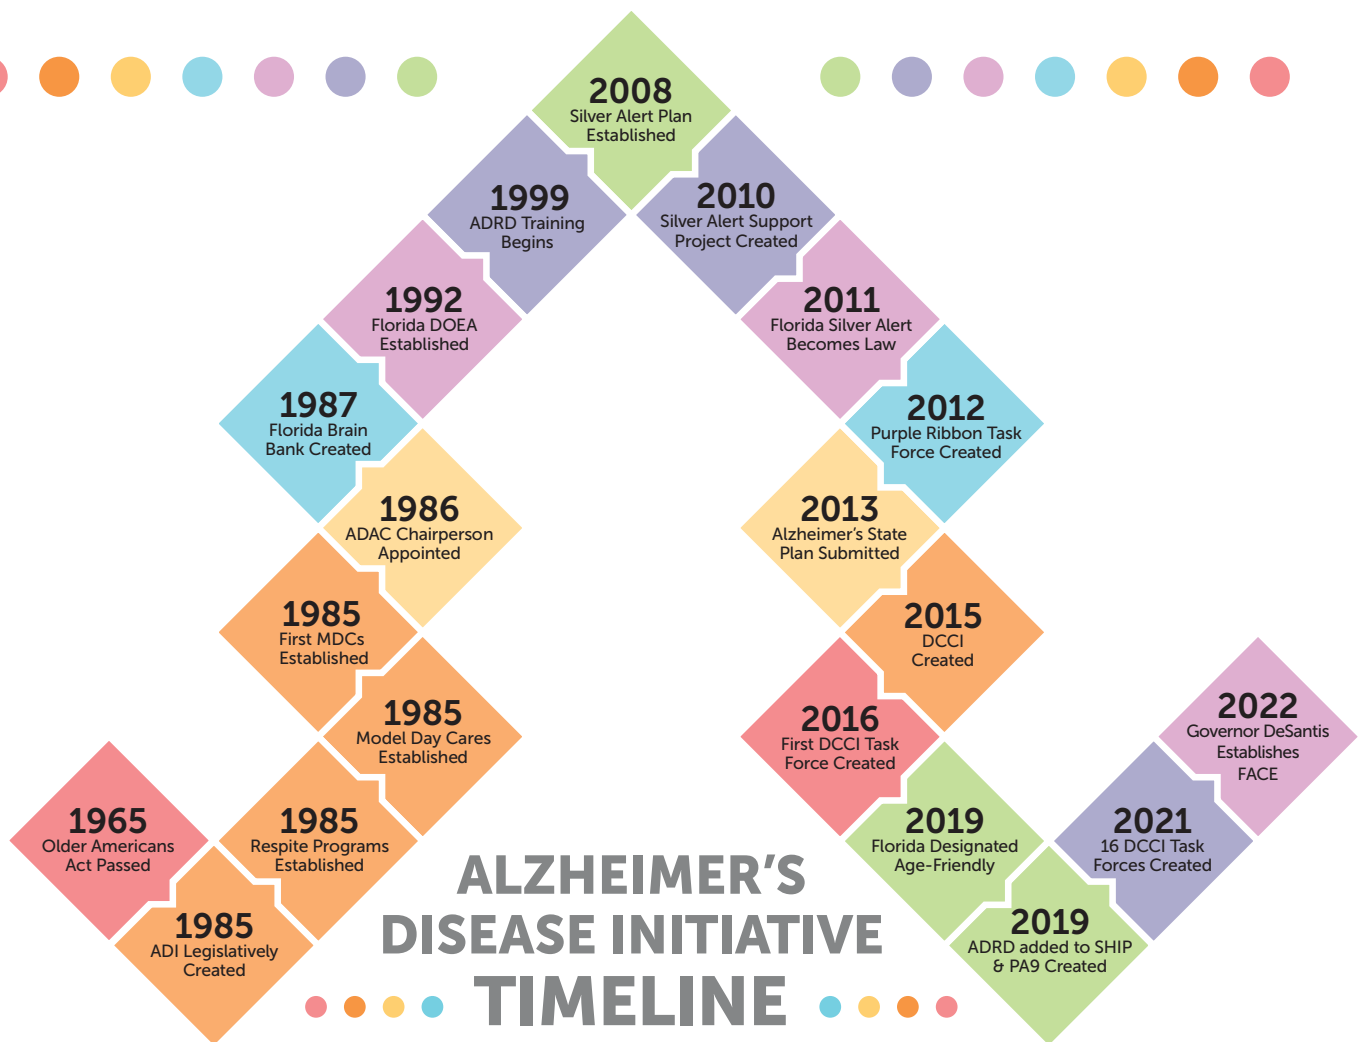 1965
Older Americans
Act Passed
1985
ADI Legislatively
Created
1985
Respite Programs
Established
1985
Model Day Cares
Established
1985
First MDCs
Established
1986
ADAC Chairperson
Appointed
1987
Florida Brain
Bank Created
1992
Florida DOEA
Established
1999
ADRD Training
Begins
2008
Silver Alert Plan
Established
2010
Silver Alert Support
Project Created
2011
Florida Silver Alert
Becomes Law
2012
Purple Ribbon Task
Force Created
2013
Alzheimer's State
Plan Submitted
2015
DCCI
Created
2016
First DCCI Task
Force Created
2019
Florida Designated
Age-Friendly
2019
ADRD added to SHIP
& PA9 Created
2021
16 DCCI Task
Forces Created
2022
Governor DeSantis
Establishes
FACE
ALZHEIMER'S
DISEASE INITIATIVE
TIMELINE